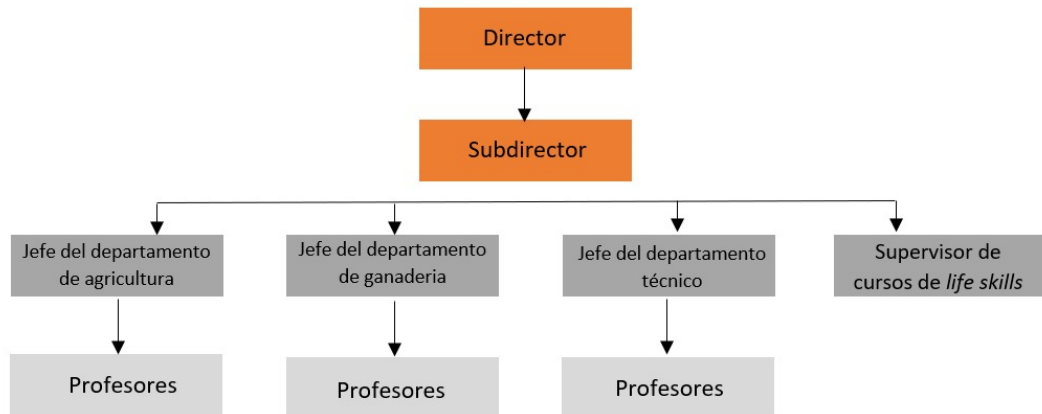 Director
Subdirector
Jefe del departamento
de agricultura
Jefe del departamento
de ganaderia
Jefe del departamento
técnico
Supervisor de
cursos de life skills
Profesores
Profesores
Profesores